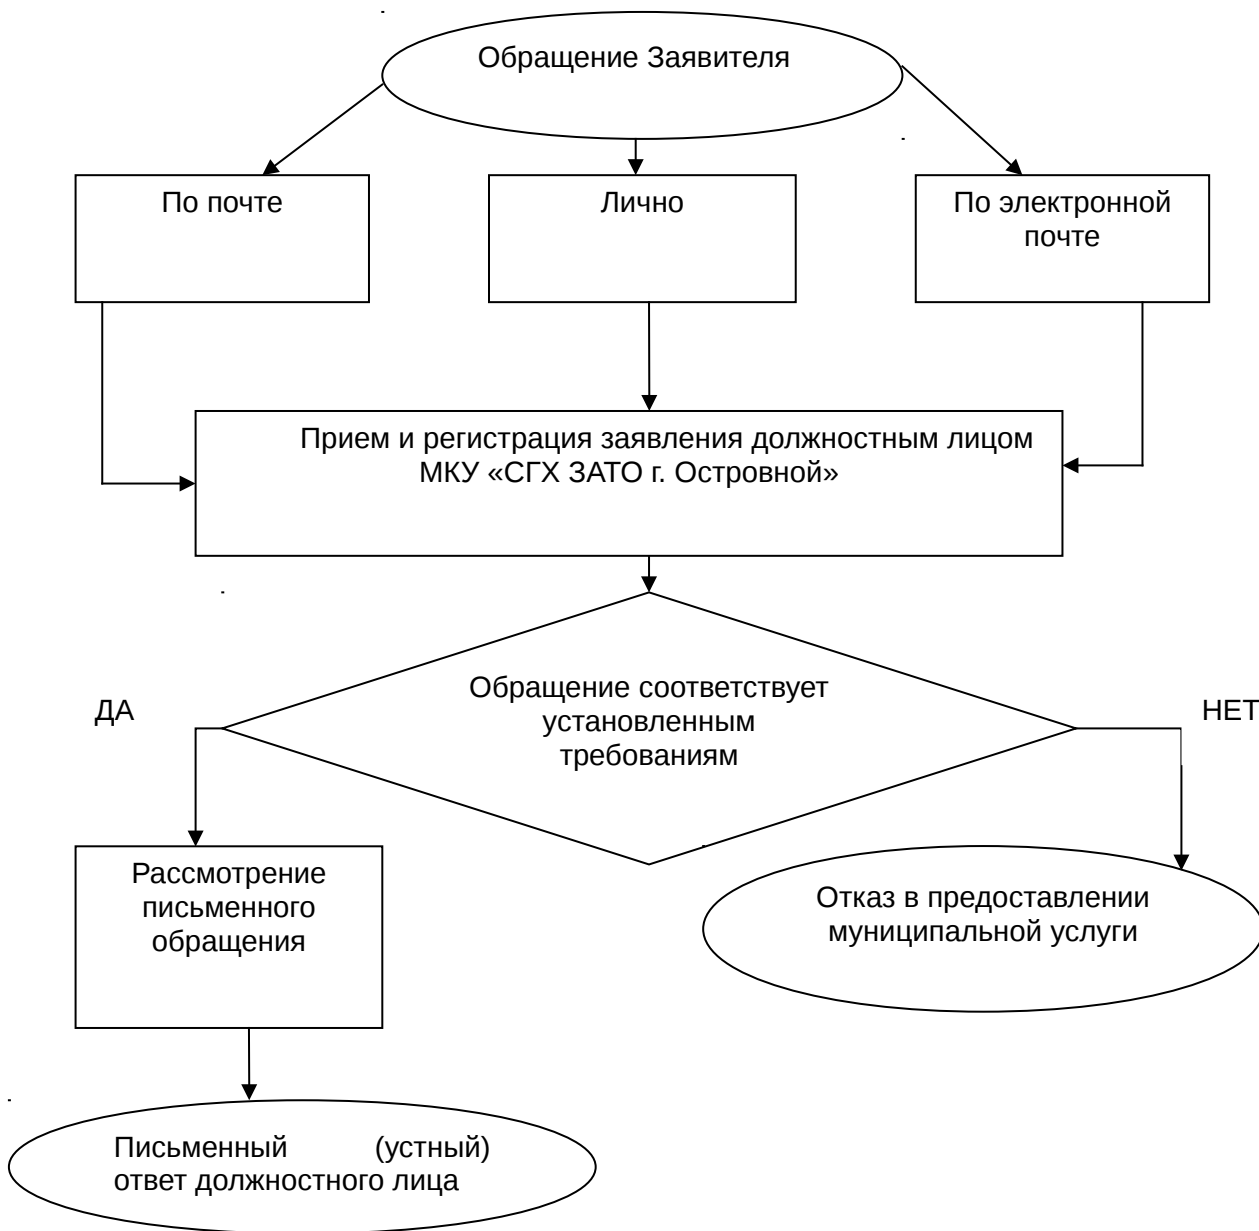 Обращение Заявителя
По почте
Лично
По электронной
почте
Прием и регистрация заявления должностным лицом
МКУ «СГХ ЗАТО г. Островной»
Обращение соответствует
установленным
требованиям
ДА
НЕТ
Рассмотрение
письменного
обращения
Отказ в предоставлении
муниципальной услуги
Письменный (устный)
ответ должностного лица